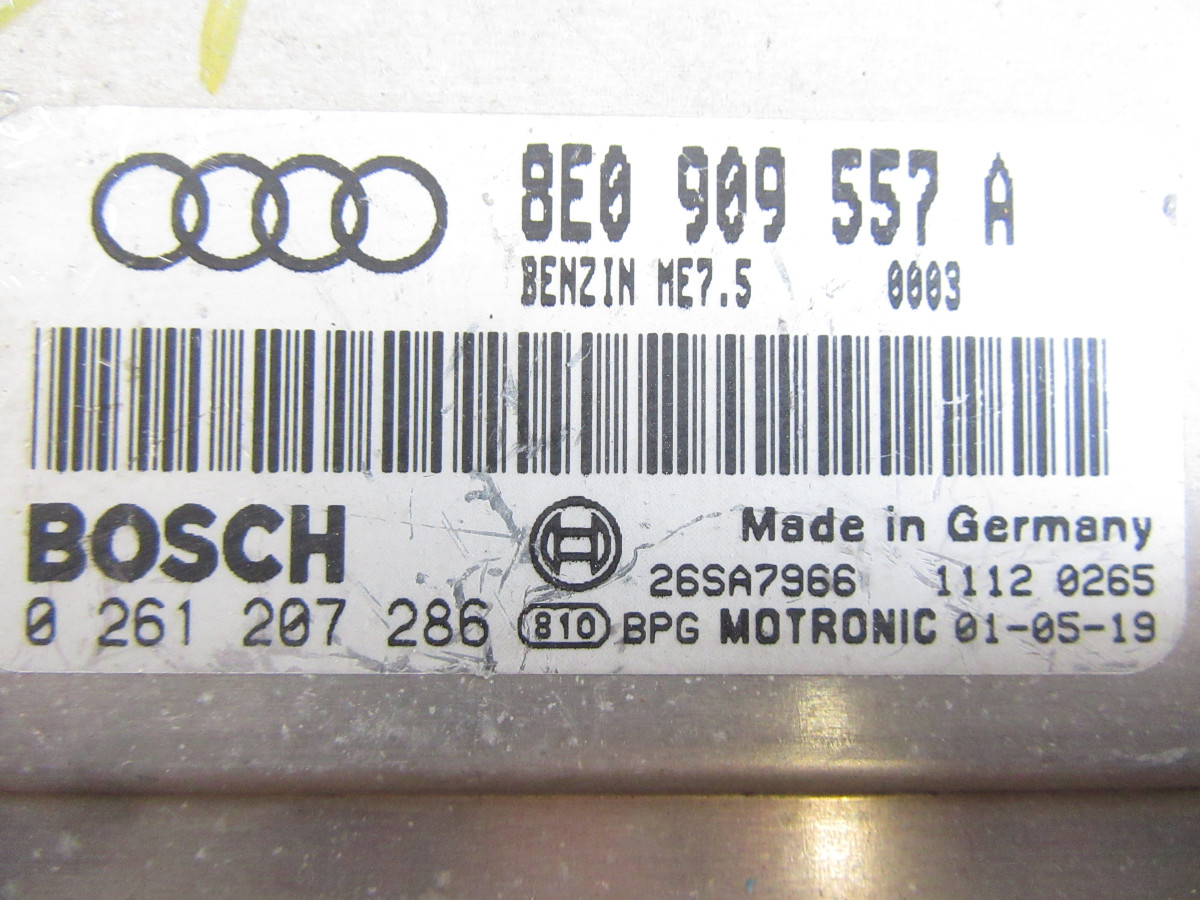 8E0 909 557 A
BENZIN ME7.5 0003
BOSCH
Made in Germany
26SA7966 1112 0265
0 261 207 286 810 BPG MOTRONIC 01-05-19